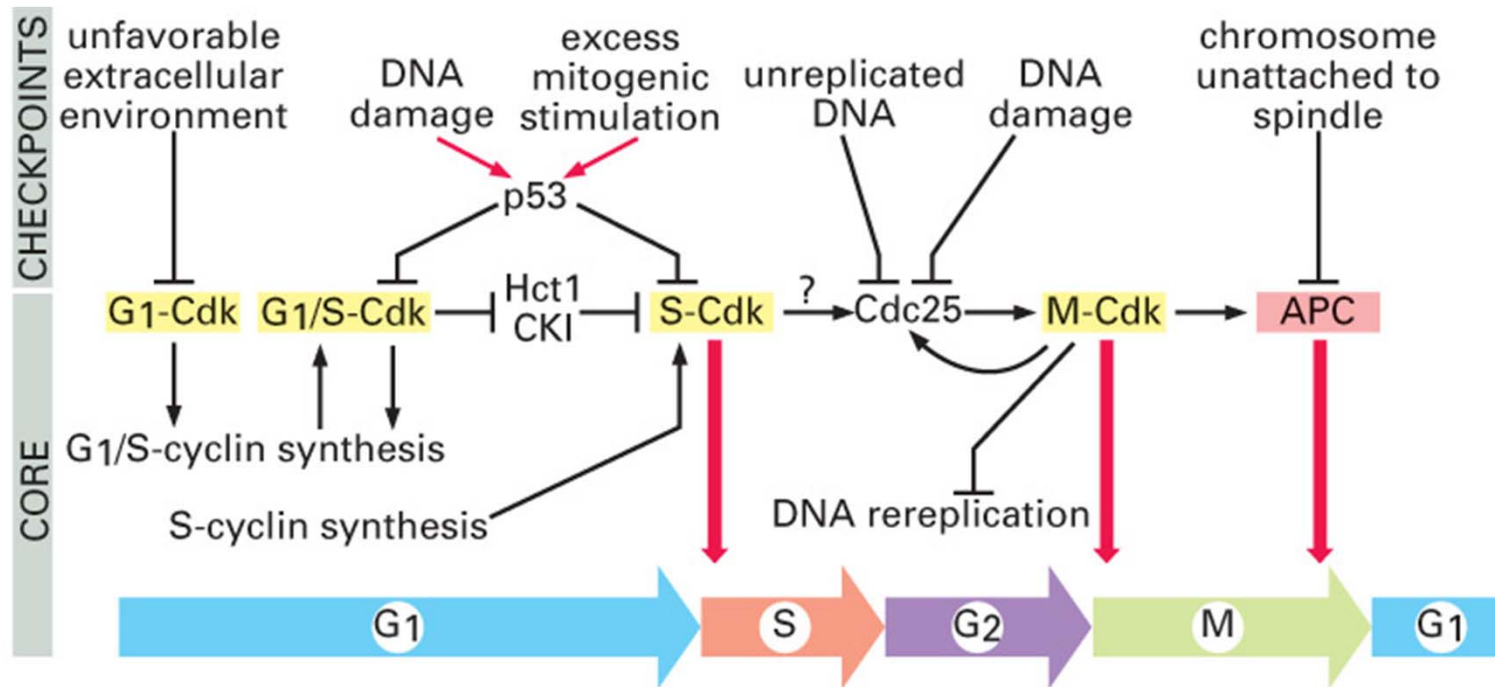 CHECKPOINTS
unfavorable
extracellular
environment
DNA
damage
excess
mitogenic
stimulation
unreplicated
DNA
DNA
damage
chromosome
unattached to
spindle
p53
CORE
G1-Cdk
G1/S-Cdk
Hct1
CKI
S-Cdk
?
Cdc25
M-Cdk
APC
G1/S-cyclin synthesis
S-cyclin synthesis
DNA rereplication
G1
S
G2
M
G1